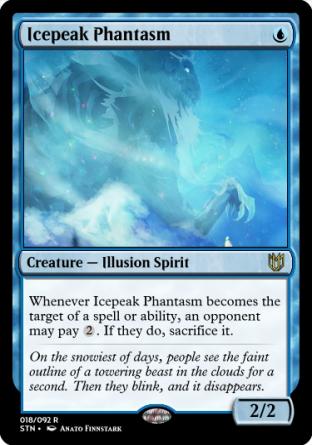 Icepeak Phantasm
Creature — Illusion Spirit
Whenever Icepeak Phantasm becomes the
target of a spell or ability, an opponent
may pay 2. If they do, sacrifice it.
On the snowiest of days, people see the faint
outline of a towering beast in the clouds for a
second. Then they blink, and it disappears.
2/2
018/092 R
STN • Anato Finnstark